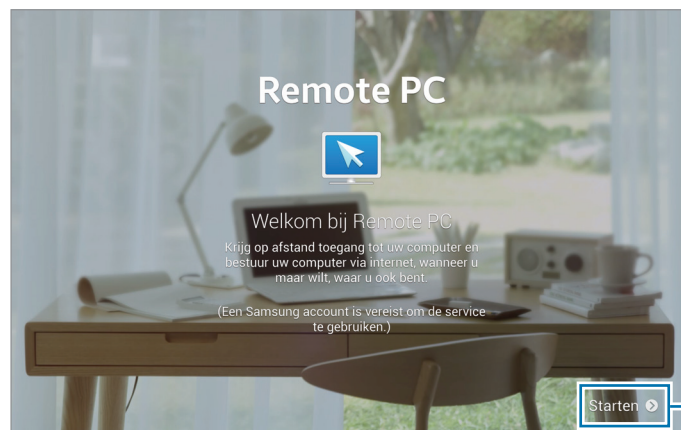 Remote PC
Welkom bij Remote PC
Krijg op afstand toegang tot uw computer en
bestuur uw computer via internet, wanneer u
maar wilt, waar u ook bent.
(Een Samsung account is vereist om de service
te gebruiken.)
Starten